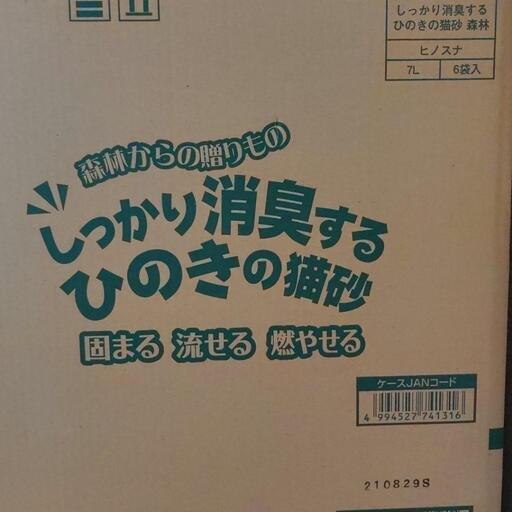 しっかり消臭する
ひのきの猫砂 森林
ヒノスナ
7L 6袋入
森林からの贈りもの
しっかり消臭する
ひのきの猫砂
固まる 流せる 燃やせる
ケースJANコード
4 994527 741316
210829S